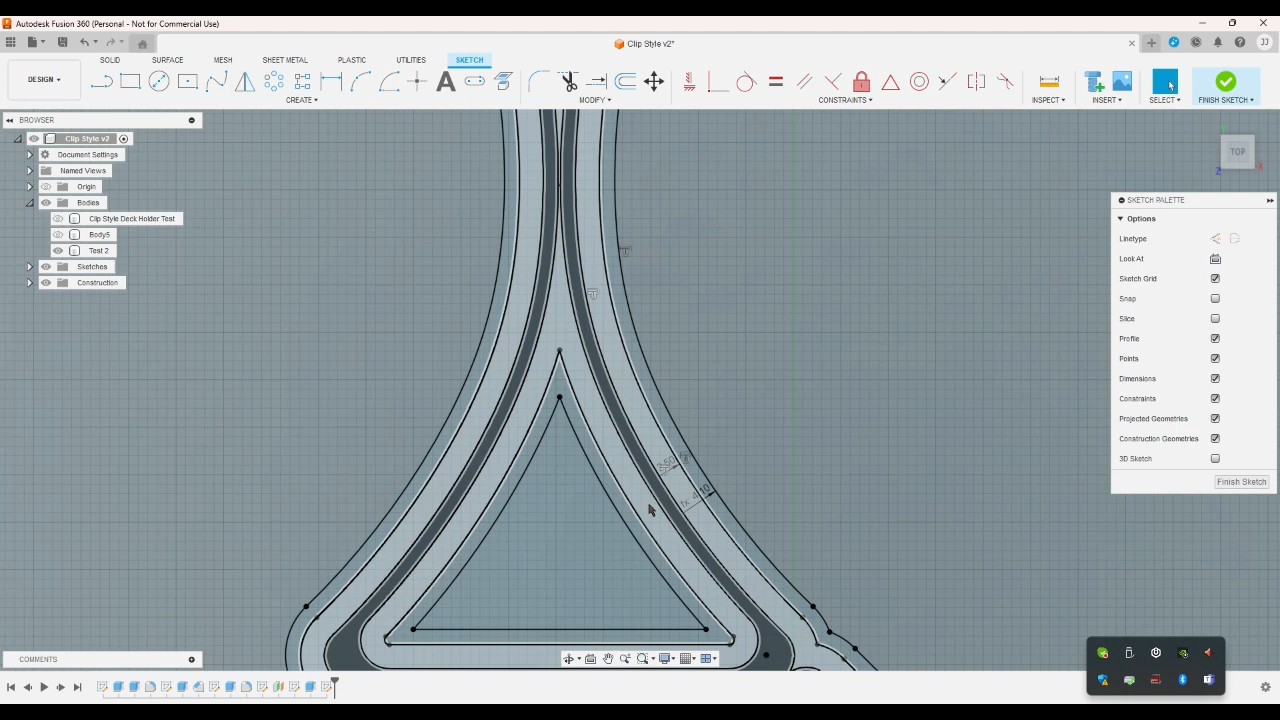 Autodesk Fusion 360 (Personal - Not for Commercial Use)
Clip Style v2*
JJ
SOLID SURFACE MESH SHEET METAL PLASTIC UTILITIES SKETCH
DESIGN
CREATE MODIFY CONSTRAINTS INSPECT INSERT SELECT FINISH SKETCH
BROWSER
Clip Style v2
Document Settings
Named Views
Origin
Bodies
Clip Style Deck Holder Test
Body5
Test 2
Sketches
Construction
TOP
Y
X
Z
SKETCH PALETTE
Options
Linetype
Look At
Sketch Grid
Snap
Slice
Profile
Points
Dimensions
Constraints
Projected Geometries
Construction Geometries
3D Sketch
Finish Sketch
COMMENTS